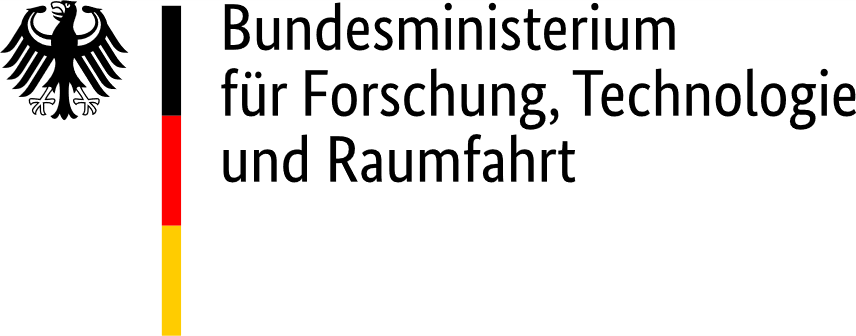 Bundesministerium
für Forschung, Technologie
und Raumfahrt